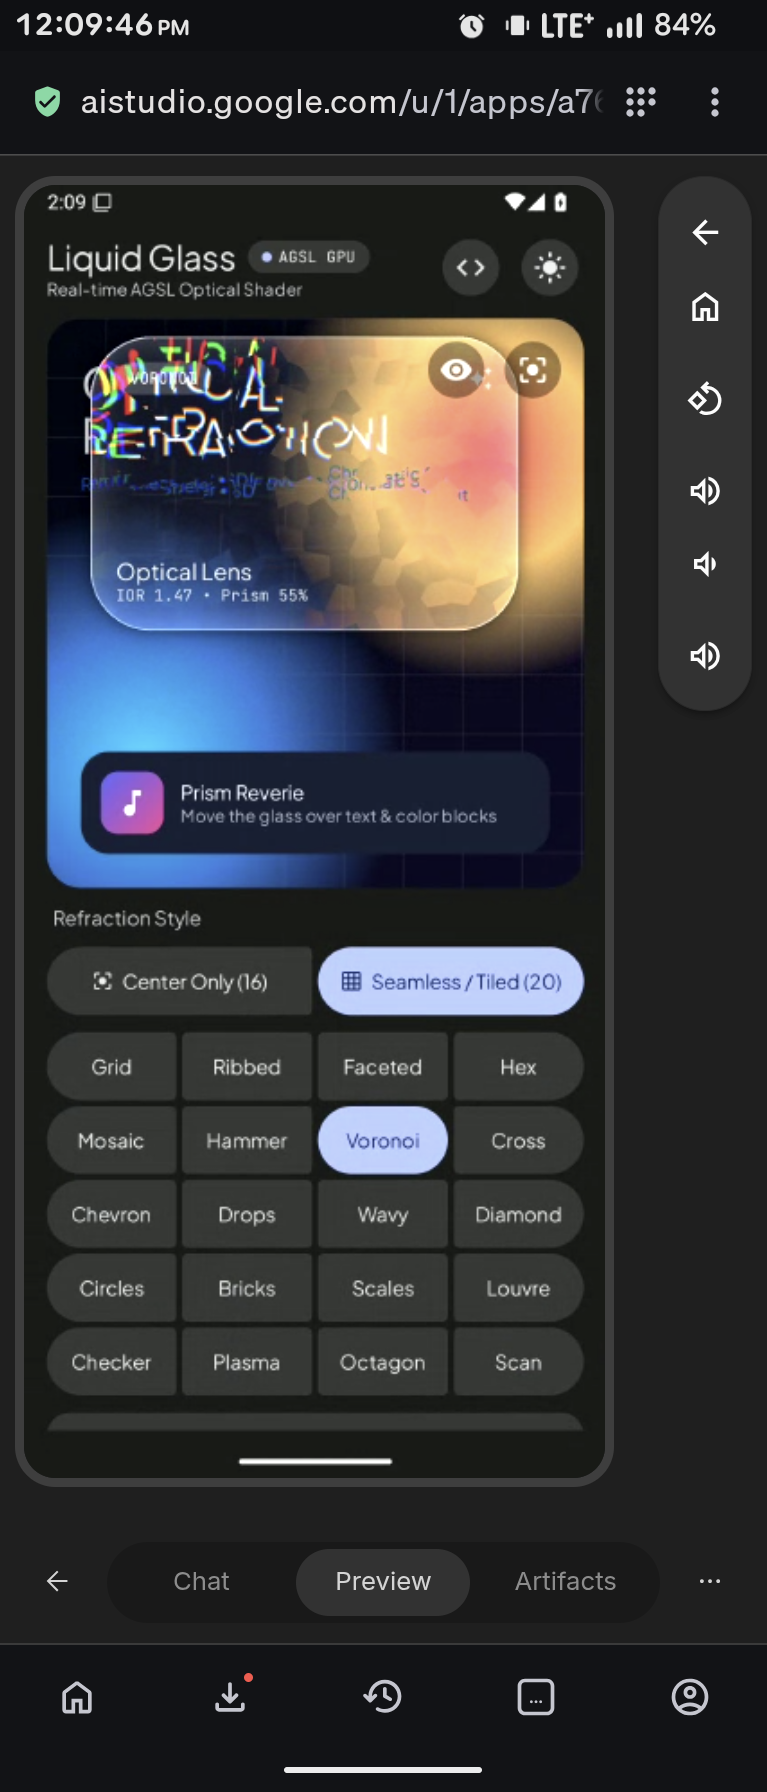 12:09:46 PM LTE+ 84%
aistudio.google.com/u/1/apps/a7
2:09
Liquid Glass
AGSL GPU
Real-time AGSL Optical Shader
VORONOI
OPTICAL
REFRACTION
Optical Lens
IOR 1.47 • Prism 55%
Prism Reverie
Move the glass over text & color blocks
Refraction Style
Center Only (16) Seamless / Tiled (20)
Grid Ribbed Faceted Hex
Mosaic Hammer Voronoi Cross
Chevron Drops Wavy Diamond
Circles Bricks Scales Louvre
Checker Plasma Octagon Scan
Chat Preview Artifacts